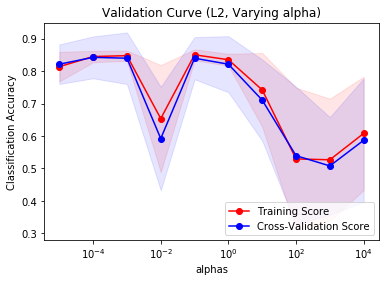 Validation Curve (L2, Varying alpha)
Classification Accuracy
0.9
0.8
0.7
0.6
0.5
0.4
0.3
Training Score
Cross-Validation Score
10⁻⁴
10⁻²
10⁰
10²
10⁴
alphas